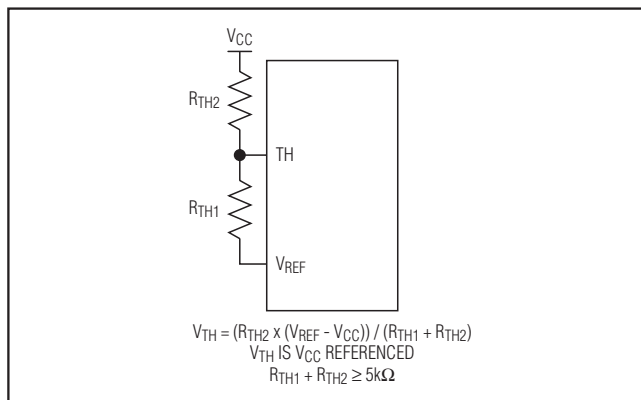 VCC
RTH2
TH
RTH1
VREF
VTH = (RTH2 x (VREF - VCC)) / (RTH1 + RTH2)
VTH IS VCC REFERENCED
RTH1 + RTH2 ≥ 5kΩ